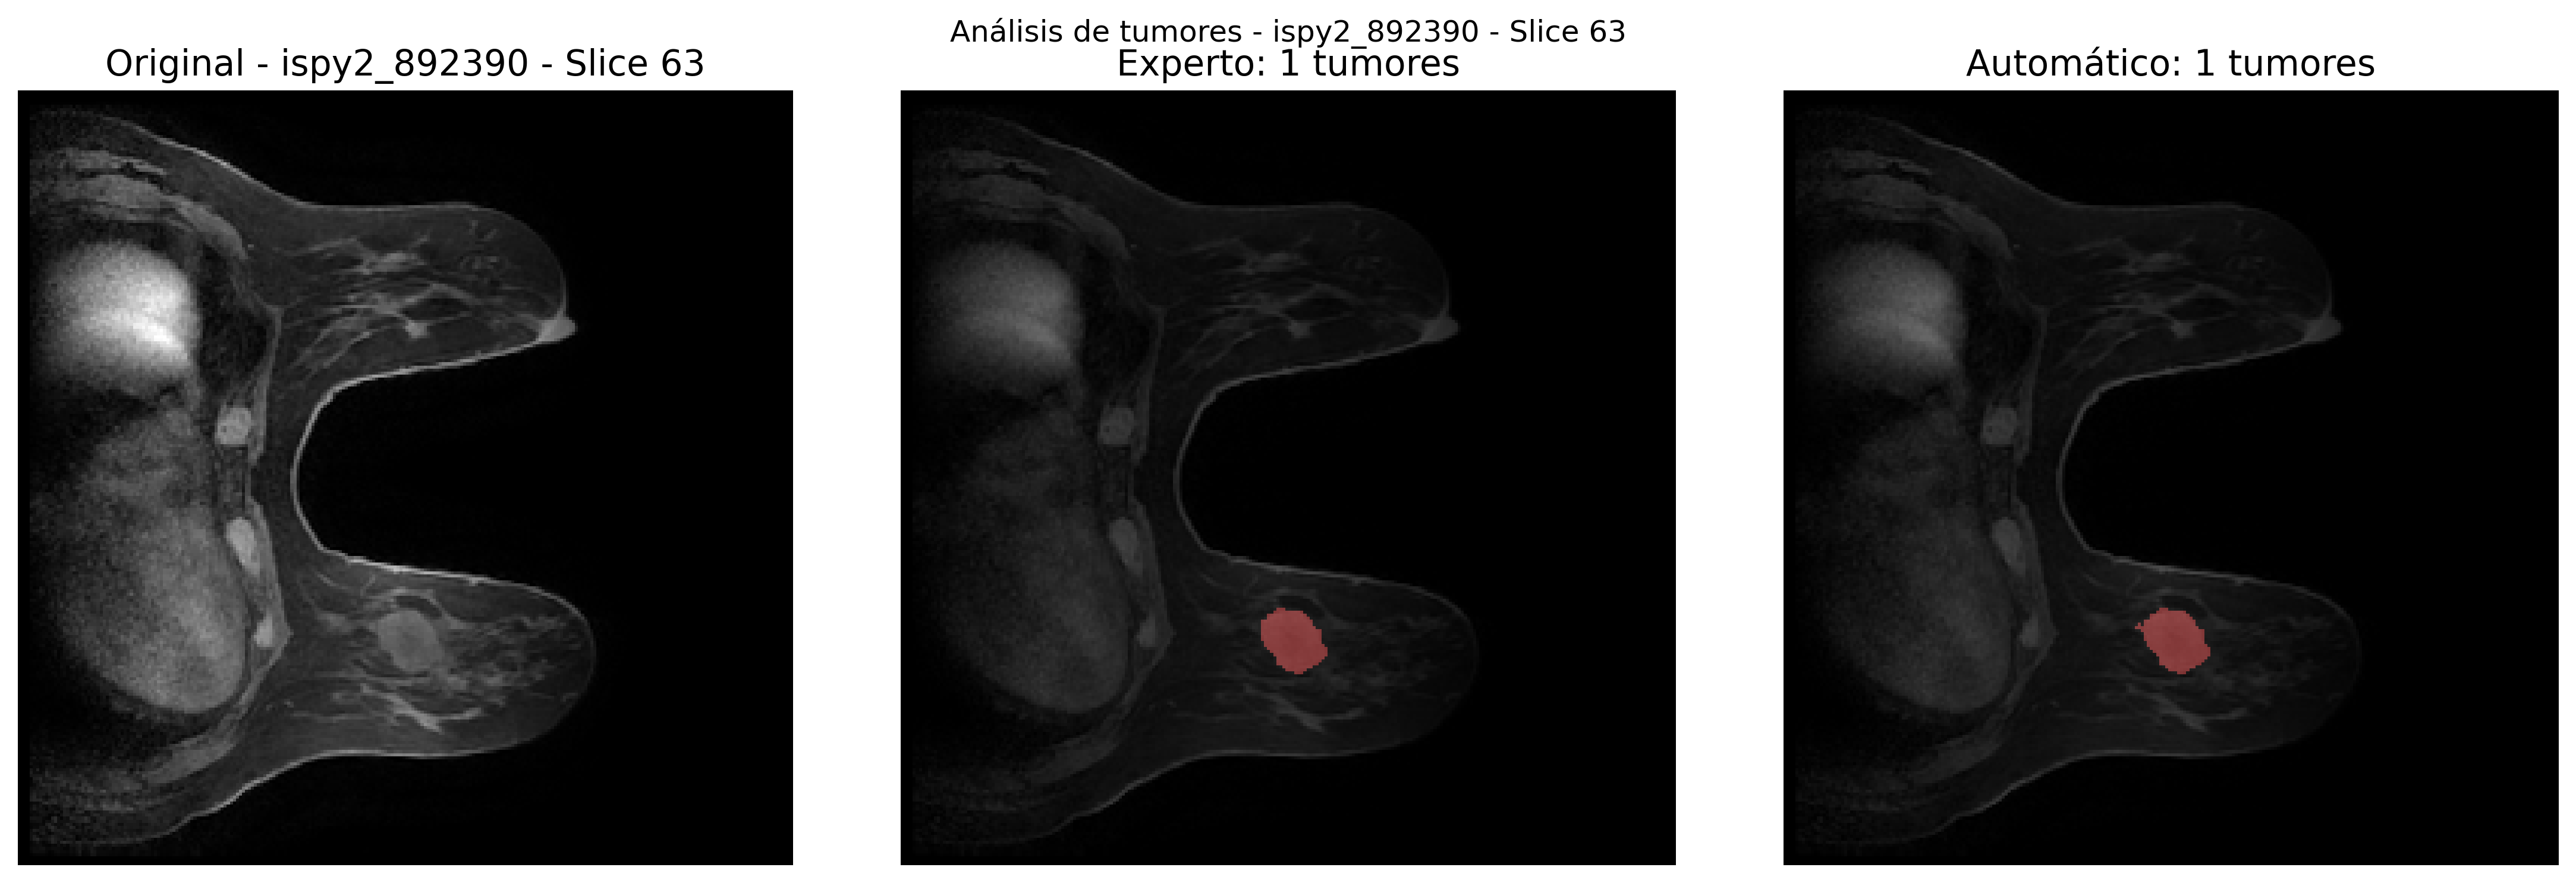 Análisis de tumores - ispy2_892390 - Slice 63
Original - ispy2_892390 - Slice 63
Experto: 1 tumores
Automático: 1 tumores